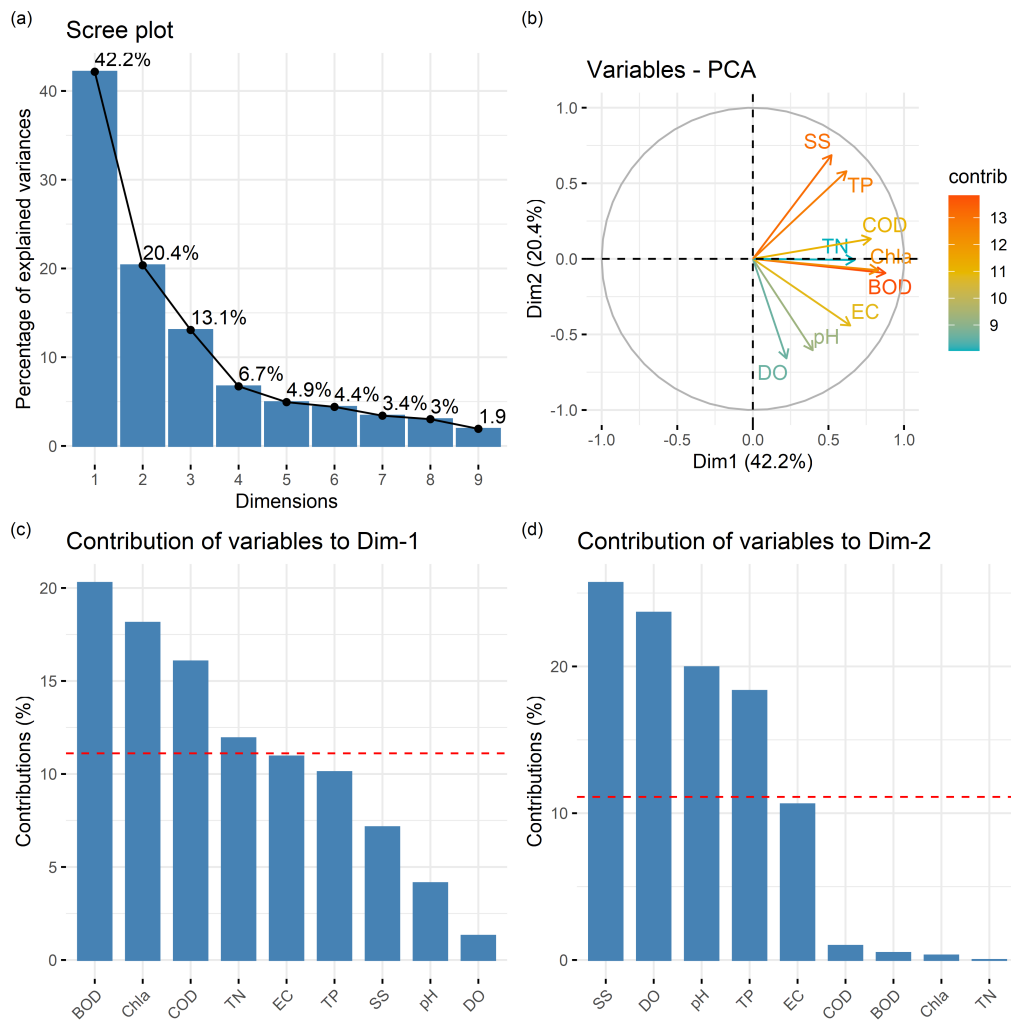 (a)
Scree plot
Percentage of explained variances
40
30
20
10
0
42.2%
20.4%
13.1%
6.7%
4.9%
4.4%
3.4%
3%
1.9
1 2 3 4 5 6 7 8 9
Dimensions
(b)
Variables - PCA
Dim2 (20.4%)
1.0
0.5
0.0
-0.5
-1.0
SS
TP
COD
TN
Chla
BOD
EC
pH
DO
-1.0 -0.5 0.0 0.5 1.0
Dim1 (42.2%)
contrib
13
12
11
10
9
(c)
Contribution of variables to Dim-1
Contributions (%)
20
15
10
5
0
BOD Chla COD TN EC TP SS pH DO
(d)
Contribution of variables to Dim-2
Contributions (%)
20
10
0
SS DO pH TP EC COD BOD Chla TN